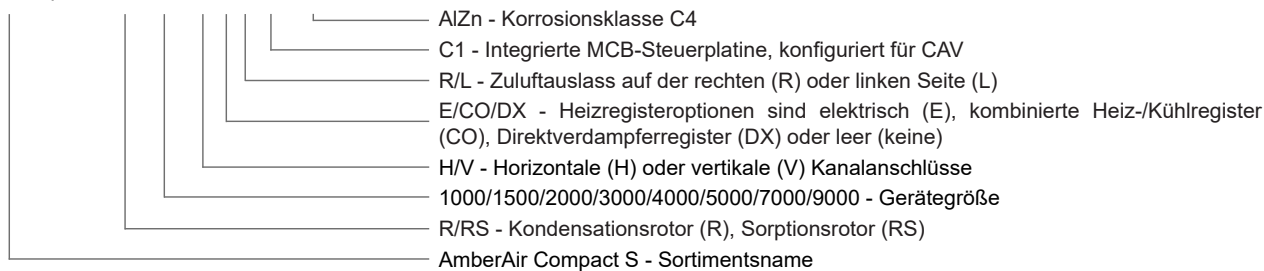 AlZn - Korrosionsklasse C4
C1 - Integrierte MCB-Steuerplatine, konfiguriert für CAV
R/L - Zuluftauslass auf der rechten (R) oder linken Seite (L)
E/CO/DX - Heizregisteroptionen sind elektrisch (E), kombinierte Heiz-/Kühlregister
(CO), Direktverdampferregister (DX) oder leer (keine)
H/V - Horizontale (H) oder vertikale (V) Kanalanschlüsse
1000/1500/2000/3000/4000/5000/7000/9000 - Gerätegröße
R/RS - Kondensationsrotor (R), Sorptionsrotor (RS)
AmberAir Compact S - Sortimentsname